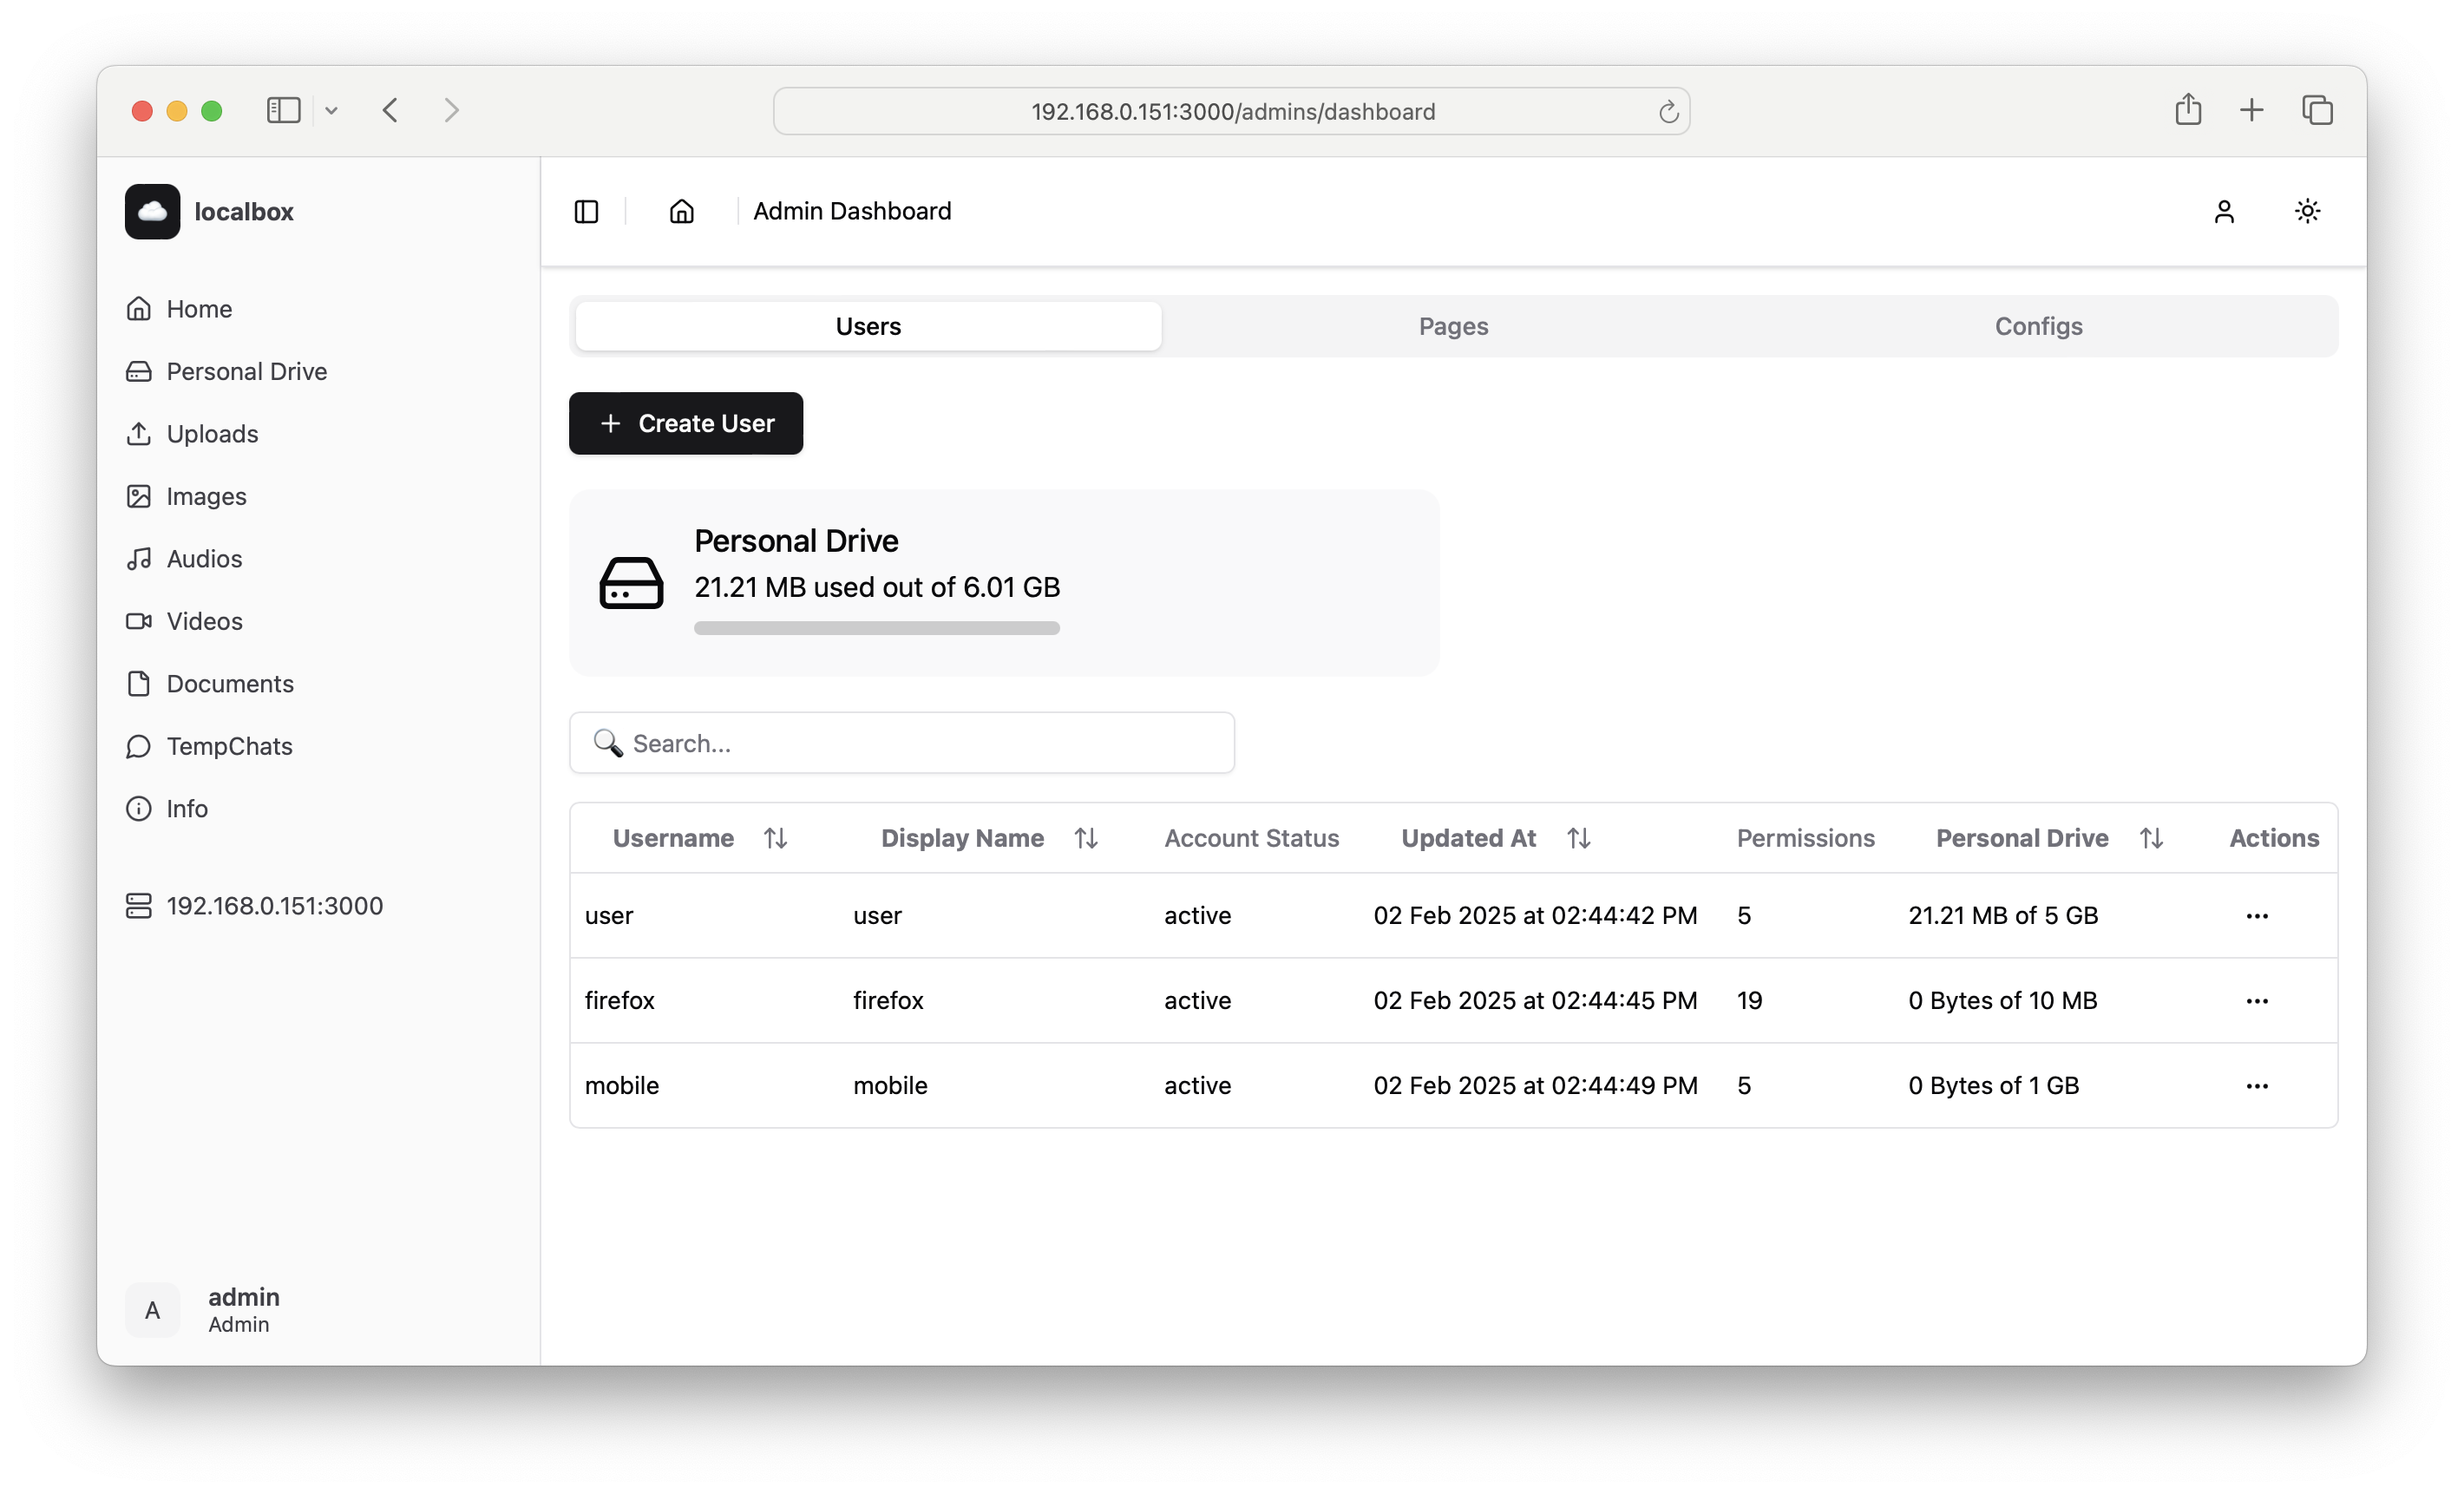 192.168.0.151:3000/admins/dashboard
localbox
Home
Personal Drive
Uploads
Images
Audios
Videos
Documents
TempChats
Info
192.168.0.151:3000
A
admin
Admin
Admin Dashboard
Users Pages Configs
Create User
Personal Drive
21.21 MB used out of 6.01 GB
Search...
Username Display Name Account Status Updated At Permissions Personal Drive Actions
user user active 02 Feb 2025 at 02:44:42 PM 5 21.21 MB of 5 GB
firefox firefox active 02 Feb 2025 at 02:44:45 PM 19 0 Bytes of 10 MB
mobile mobile active 02 Feb 2025 at 02:44:49 PM 5 0 Bytes of 1 GB